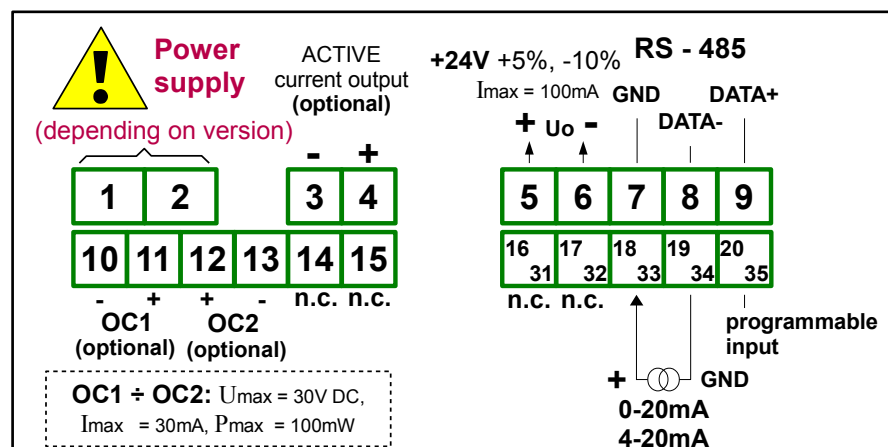 Power
supply
(depending on version)
ACTIVE
current output
(optional)
- +
+24V +5%, -10%
Imax = 100mA
+ Uo -
RS - 485
GND
DATA-
DATA+
1 2 3 4 5 6 7 8 9
10 11 12 13 14 15
16 31 17 32 18 33 19 34 20 35
- + + - n.c. n.c.
OC1
(optional)
OC2
(optional)
n.c. n.c.
programmable
input
+ GND
0-20mA
4-20mA
OC1 ÷ OC2: Umax = 30V DC,
Imax = 30mA, Pmax = 100mW